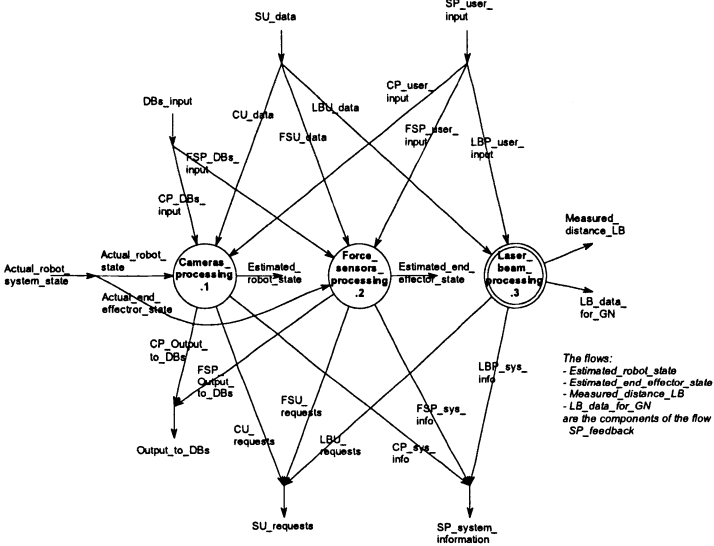 SP_user_
input
SU_data
CP_user_
input
LBU_data
DBs_input
CU_data
FSU_data
FSP_user_
input
LBP_user_
input
FSP_DBs_
input
CP_DBs_
input
Measured_
distance_LB
Actual_robot_
system_state
Actual_robot_
state
Cameras_
processing
.1
Estimated_
robot_state
Force_
sensors_
processing
.2
Estimated_end_
effector_state
Laser_
beam_
processing
.3
Actual_end_
effectror_state
LB_data_
for_GN
CP_Output_
to_DBs
FSP_
Output_
to_DBs
LBP_sys_
info
The flows:
- Estimated_robot_state
- Estimated_end_effector_state
- Measured_distance_LB
- LB_data_for_GN
are the components of the flow
SP_feedback
FSU_
requests
FSP_sys_
info
CU_
requests
LBU_
requests
CP_sys_
info
Output_to_DBs
SU_requests
SP_system_
information